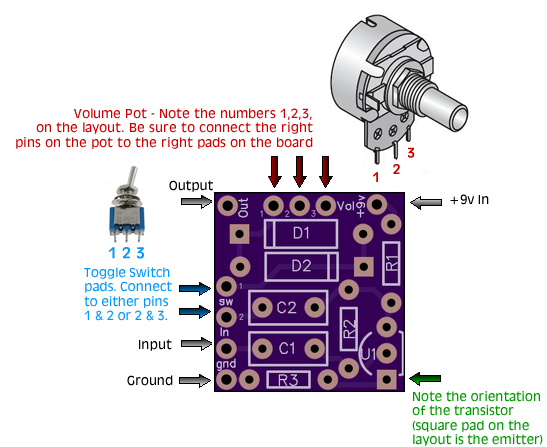 Volume Pot - Note the numbers 1,2,3,
on the layout. Be sure to connect the right
pins on the pot to the right pads on the board
1 2 3
Output
+9v In
Out
1 2 3 Vol
+9v
D1
D2
R1
1 2 3
Toggle Switch
pads. Connect
to either pins
1 & 2 or 2 & 3.
1
sw
2
C2
R2
In
Input
C1
U1
gnd
Ground
R3
Note the orientation
of the transistor
(square pad on the
layout is the emitter)